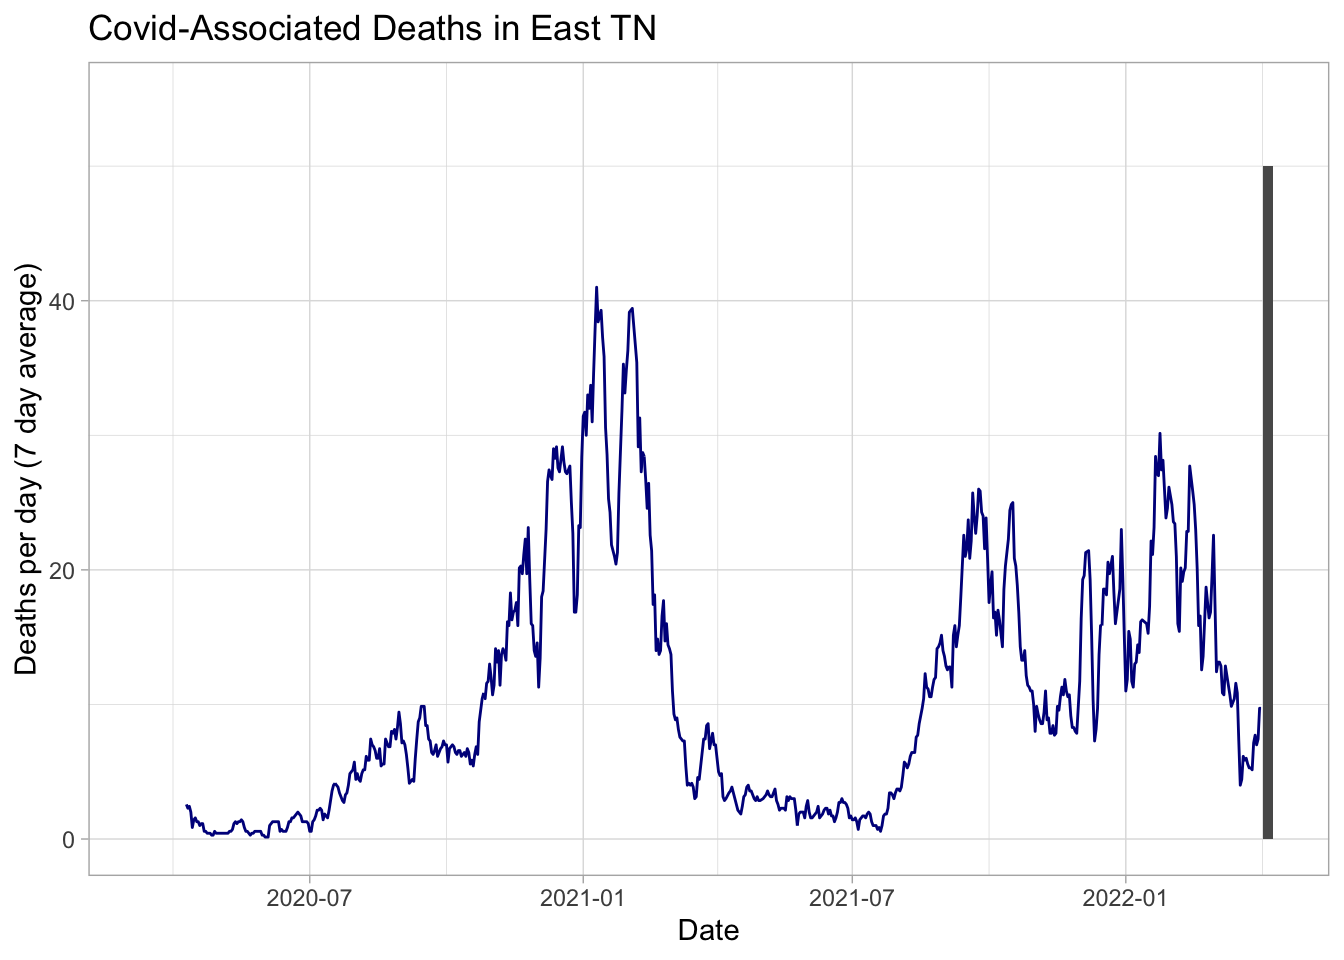 Covid-Associated Deaths in East TN
Deaths per day (7 day average)
40
20
0
2020-07
2021-01
2021-07
2022-01
Date